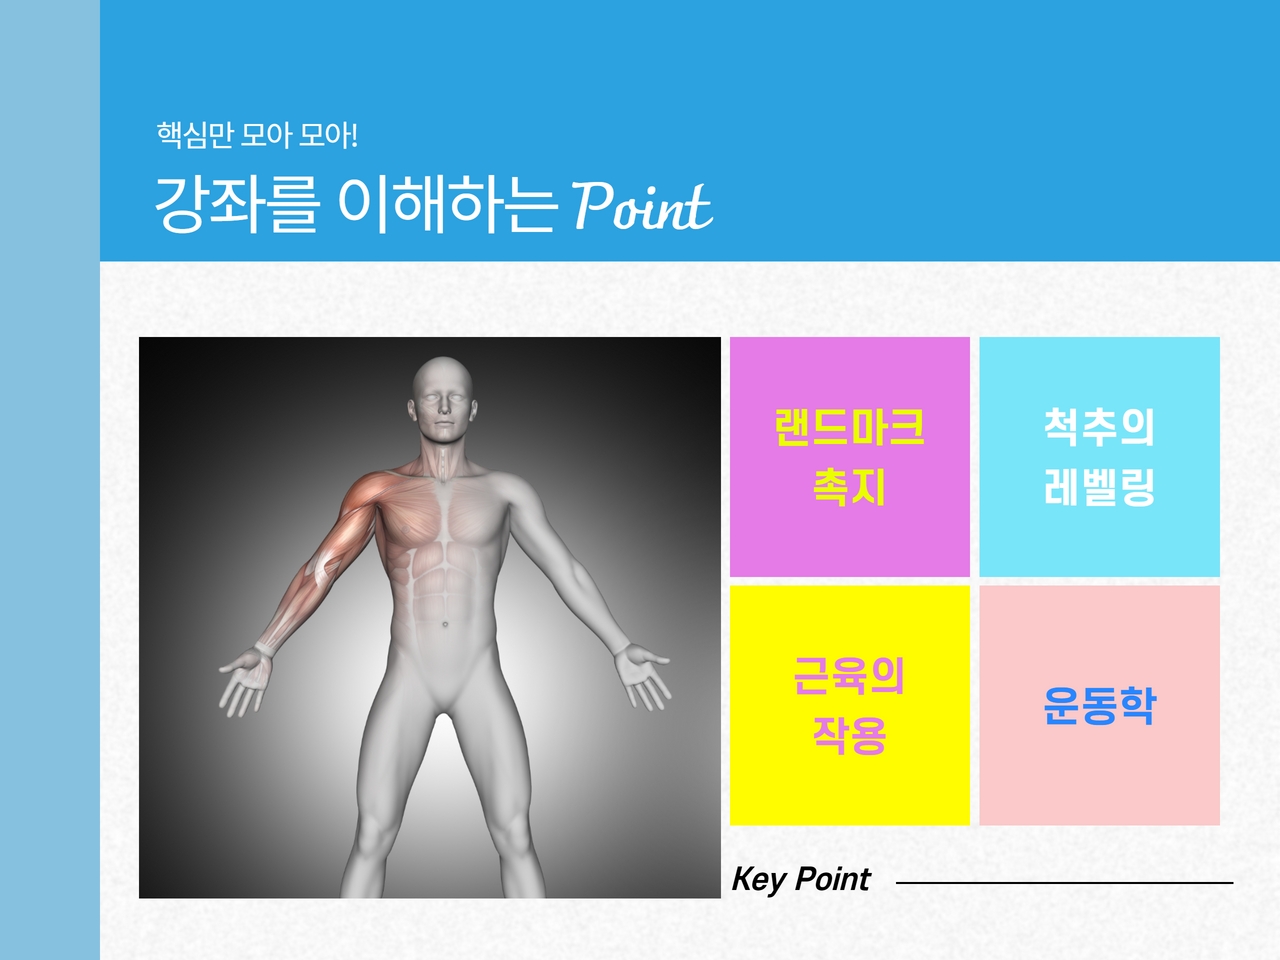 핵심만 모아 모아!
강좌를 이해하는 Point
랜드마크
촉지
척추의
레벨링
근육의
작용
운동학
Key Point